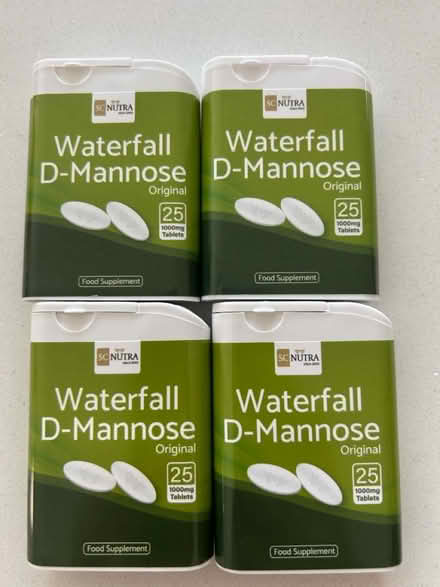 SC NUTRA
Waterfall
D-Mannose
Original
25
1000mg
Tablets
Food Supplement
SC NUTRA
Waterfall
D-Mannose
Original
25
1000mg
Tablets
Food Supplement
SC NUTRA
Waterfall
D-Mannose
Original
25
1000mg
Tablets
Food Supplement
SC NUTRA
Waterfall
D-Mannose
Original
25
1000mg
Tablets
Food Supplement